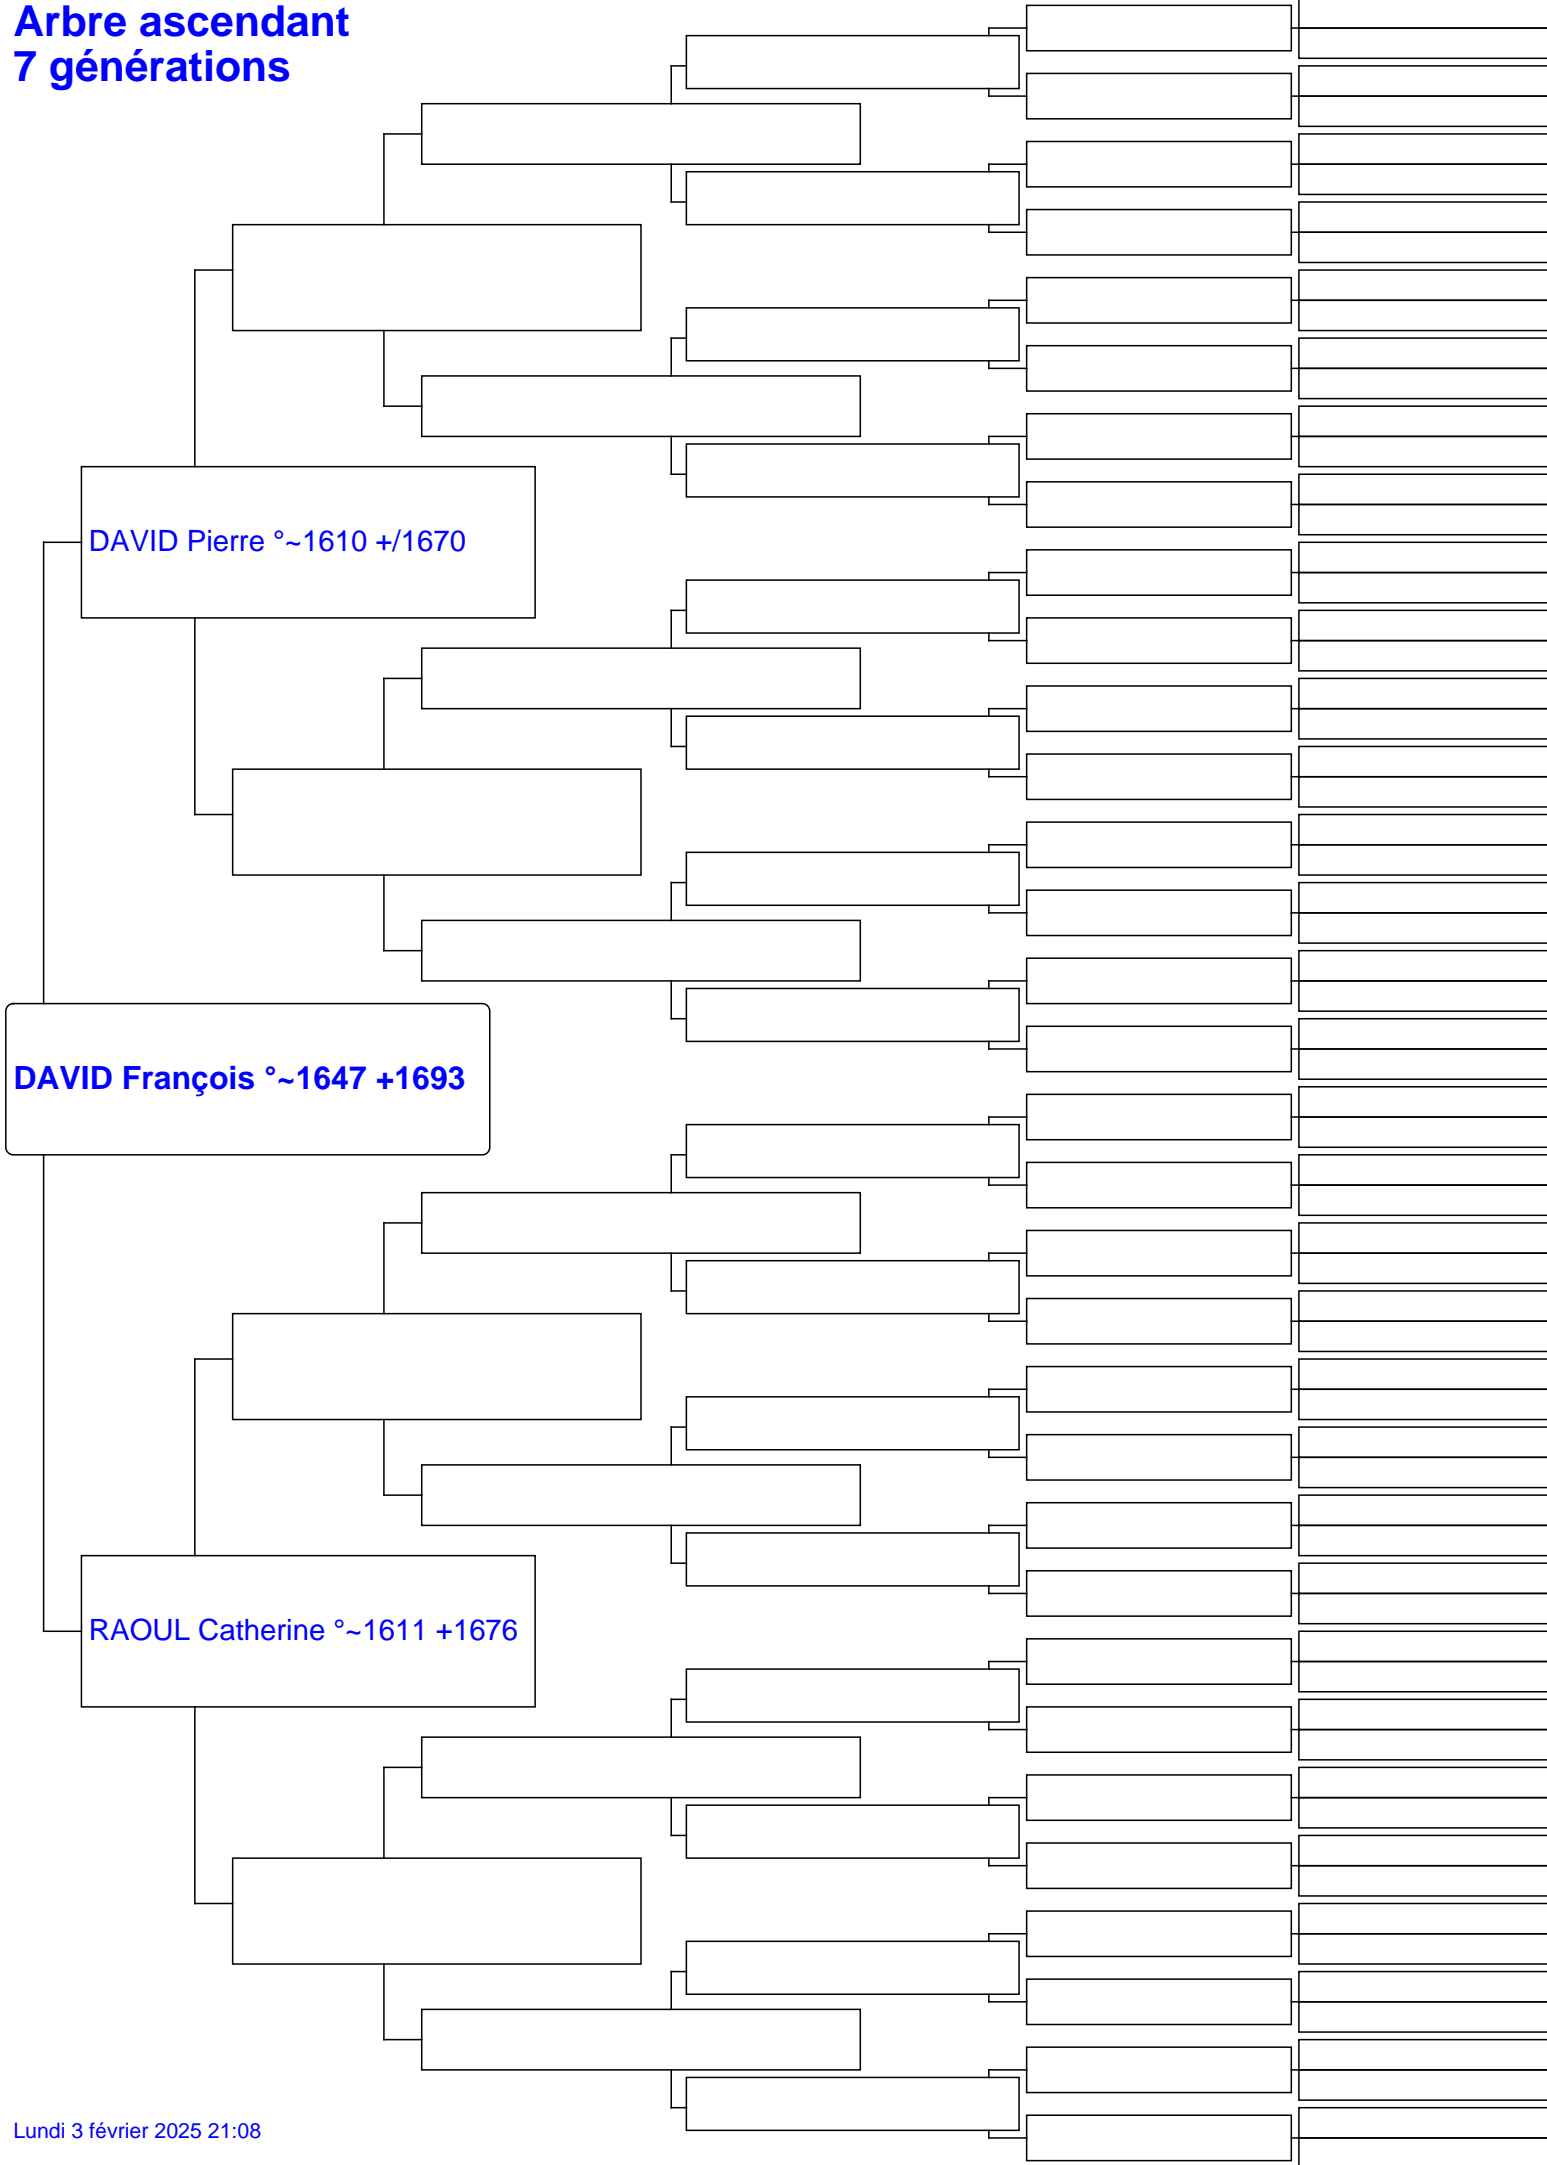 Arbre ascendant
7 générations
DAVID Pierre °~1610 +/1670
DAVID François °~1647 +1693
RAOUL Catherine °~1611 +1676
Lundi 3 février 2025 21:08